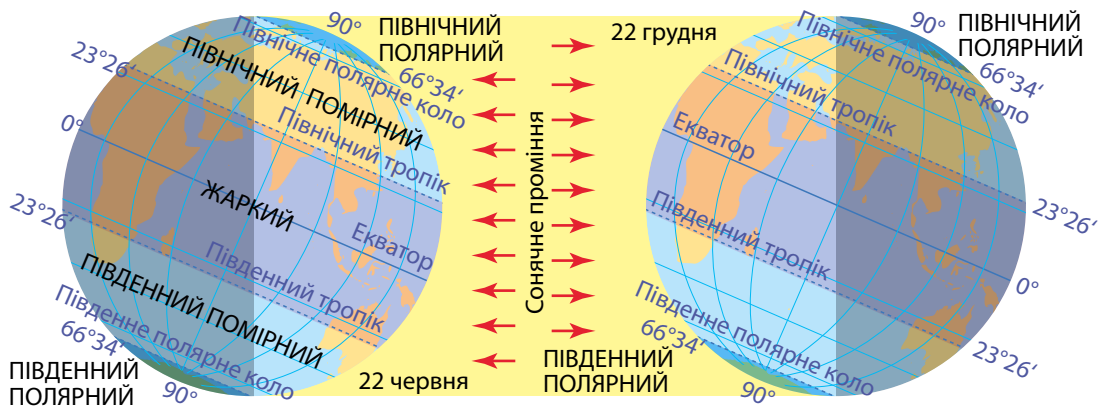 90°
ПІВНІЧНИЙ
ПОЛЯРНИЙ
66°34‘
23°26‘
Північне полярне коло
ПІВНІЧНИЙ ПОМІРНИЙ
Північний тропік
0°
ЖАРКИЙ
Екватор
23°26‘
Південний тропік
ПІВДЕННИЙ ПОМІРНИЙ
Південне полярне коло
66°34‘
ПІВДЕННИЙ
ПОЛЯРНИЙ
90°
22 червня
Сонячне проміння
22 грудня
90°
ПІВНІЧНИЙ
ПОЛЯРНИЙ
Північне полярне коло
66°34‘
Північний тропік
Екватор
23°26‘
Південний тропік
0°
Південне полярне коло
23°26‘
ПІВДЕННИЙ
ПОЛЯРНИЙ
66°34‘
90°